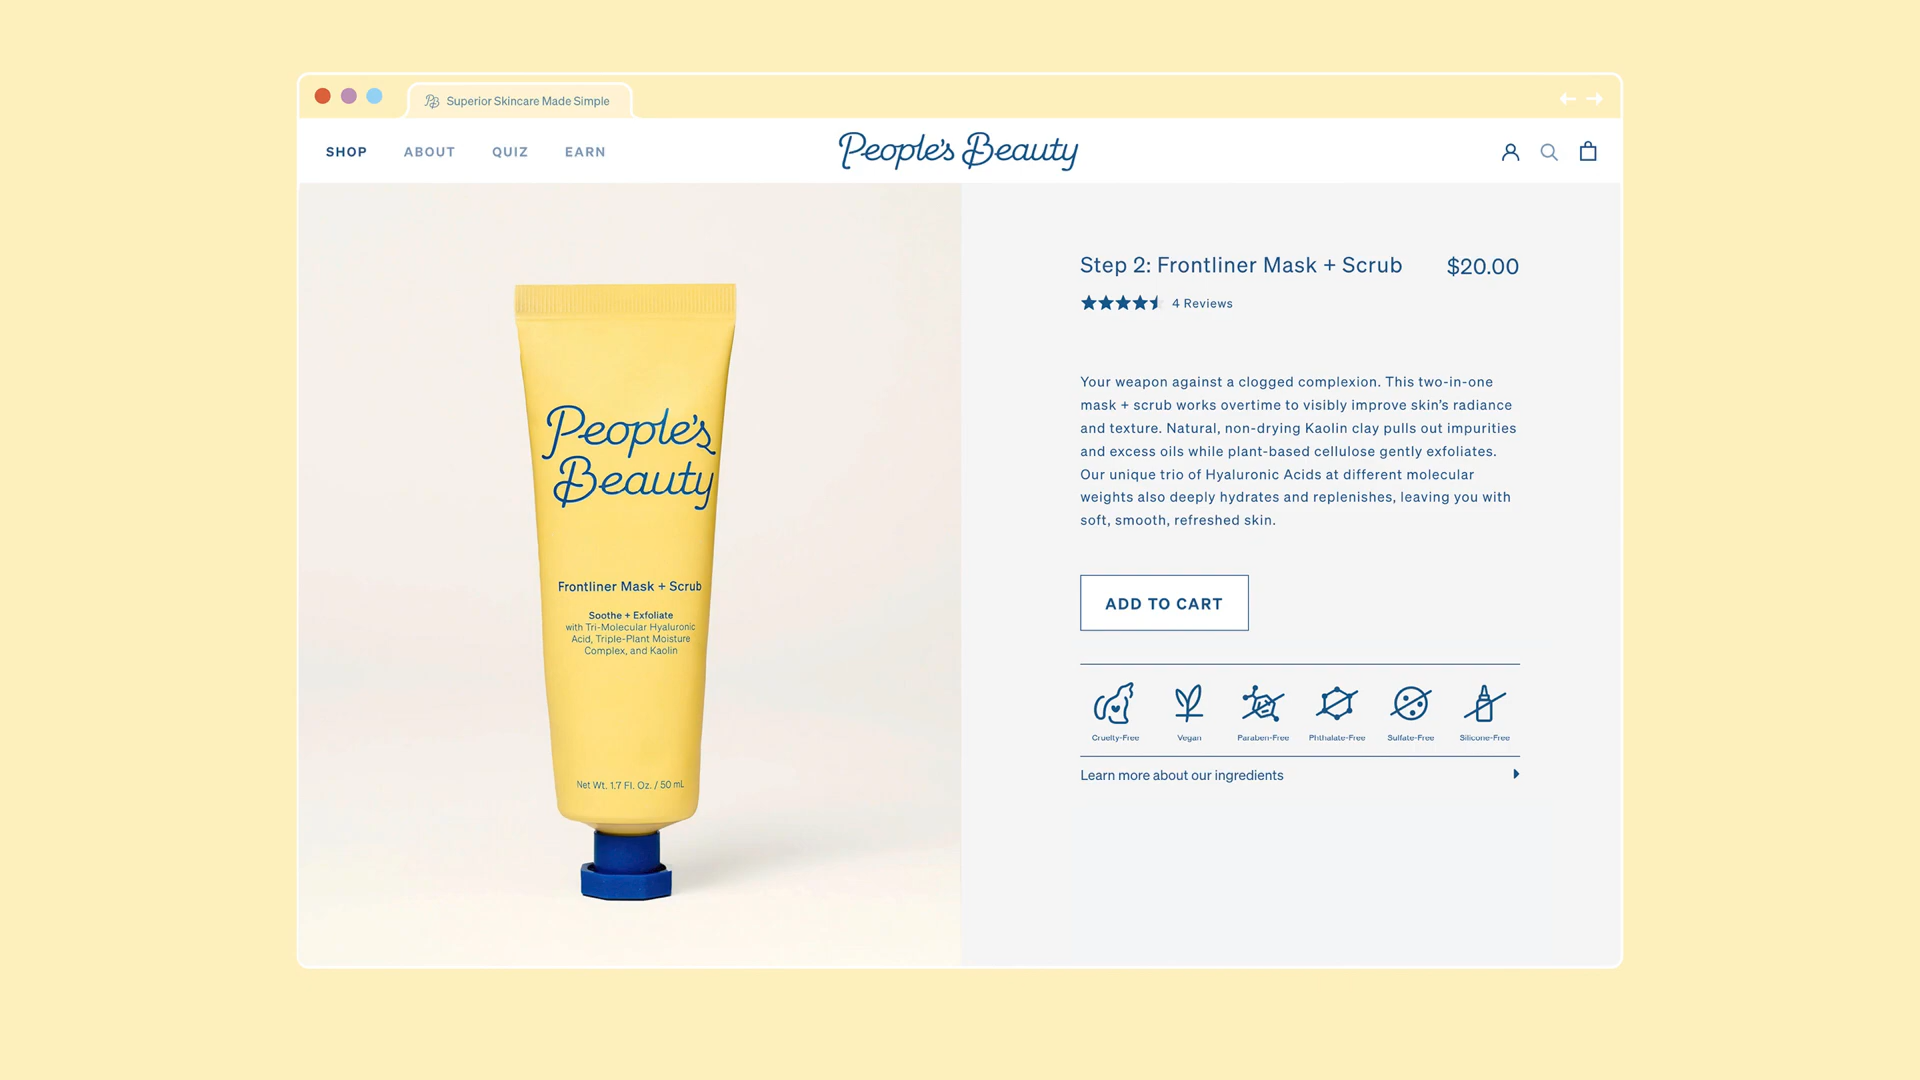 Superior Skincare Made Simple
SHOP ABOUT QUIZ EARN
People's Beauty
People's
Beauty
Frontliner Mask + Scrub
Soothe + Exfoliate
with Tri-Molecular Hyaluronic
Acid, Triple-Plant Moisture
Complex, and Kaolin
Net Wt. 1.7 Fl. Oz. / 50 mL
Step 2: Frontliner Mask + Scrub $20.00
4 Reviews
Your weapon against a clogged complexion. This two-in-one
mask + scrub works overtime to visibly improve skin’s radiance
and texture. Natural, non-drying Kaolin clay pulls out impurities
and excess oils while plant-based cellulose gently exfoliates.
Our unique trio of Hyaluronic Acids at different molecular
weights also deeply hydrates and replenishes, leaving you with
soft, smooth, refreshed skin.
ADD TO CART
Cruelty-Free Vegan Paraben-Free Phthalate-Free Sulfate-Free Silicone-Free
Learn more about our ingredients